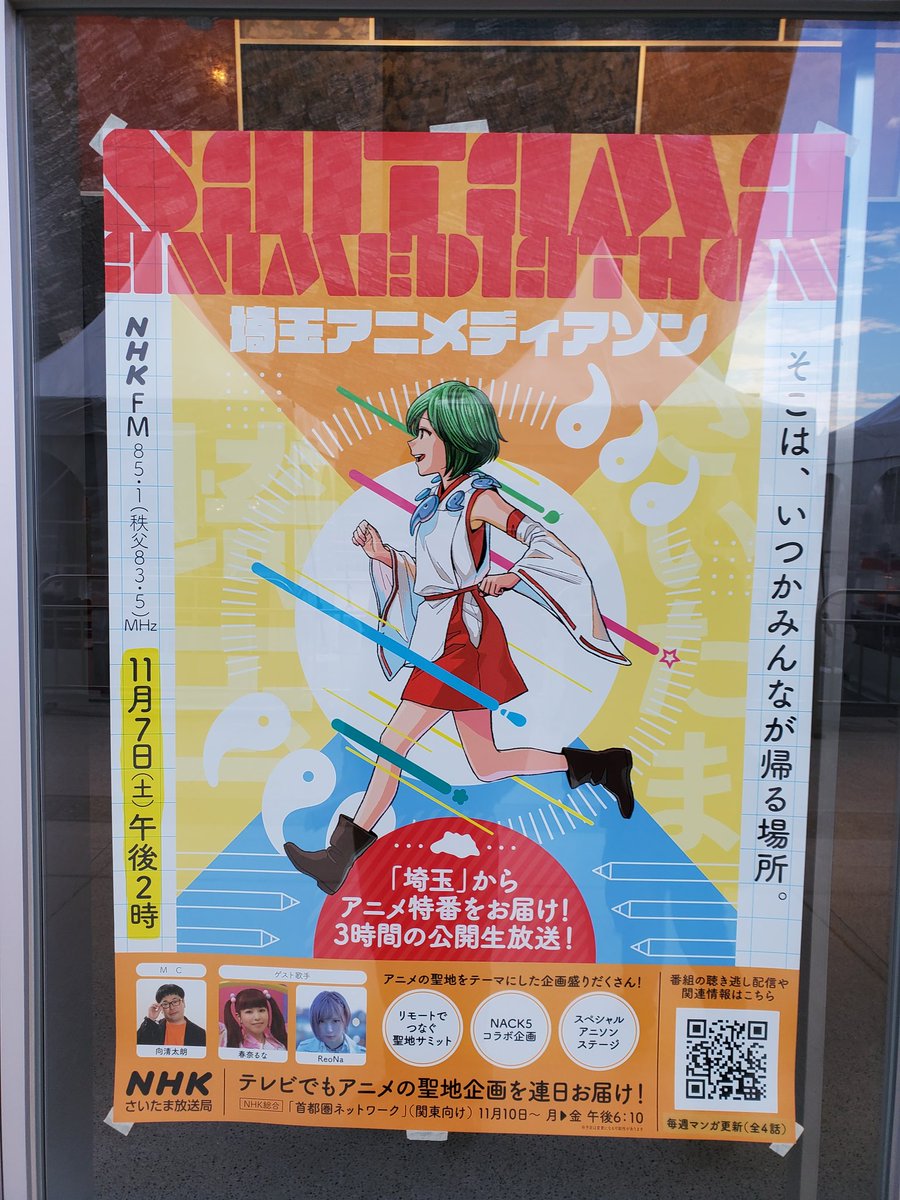 SAITAMA
ANIMEDIATHON
埼玉アニメディアソン
そこは、いつかみんなが帰る場所。
さいたま
埼玉
NHK FM 85.1(秩父83.5)MHz
11月7日(土)午後2時
「埼玉」から
アニメ特番をお届け!
3時間の公開生放送!
MC
向清太朗
ゲスト歌手
春奈るな
ReoNa
アニメの聖地をテーマにした企画盛りだくさん!
リモートで
つなぐ
聖地サミット
NACK5
コラボ企画
スペシャル
アニソン
ステージ
番組の聴き逃し配信や
関連情報はこちら
毎週マンガ更新(全4話)
NHK
さいたま放送局
テレビでもアニメの聖地企画を連日お届け!
NHK総合「首都圏ネットワーク」(関東向け) 11月10日〜 月▶金 午後6:10